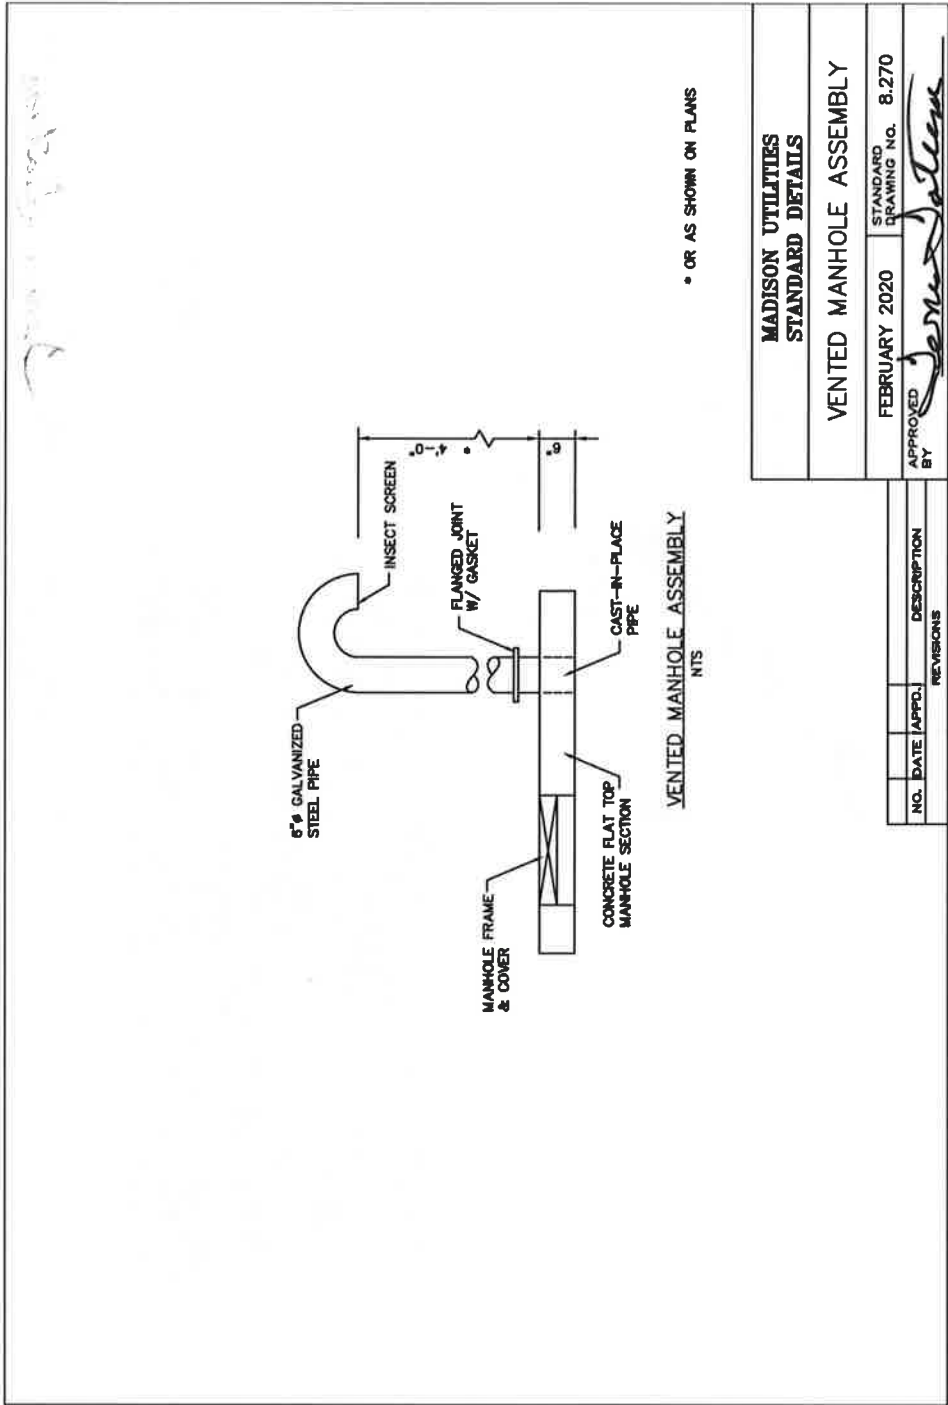 6"ø GALVANIZED
STEEL PIPE
INSECT SCREEN
FLANGED JOINT
W/ GASKET
* 4'-0"
6"
MANHOLE FRAME
& COVER
CONCRETE FLAT TOP
MANHOLE SECTION
CAST-IN-PLACE
PIPE
VENTED MANHOLE ASSEMBLY
NTS
* OR AS SHOWN ON PLANS
MADISON UTILITIES
STANDARD DETAILS
VENTED MANHOLE ASSEMBLY
FEBRUARY 2020
STANDARD
DRAWING NO. 8.270
APPROVED
BY
NO. DATE APPD. DESCRIPTION
REVISIONS